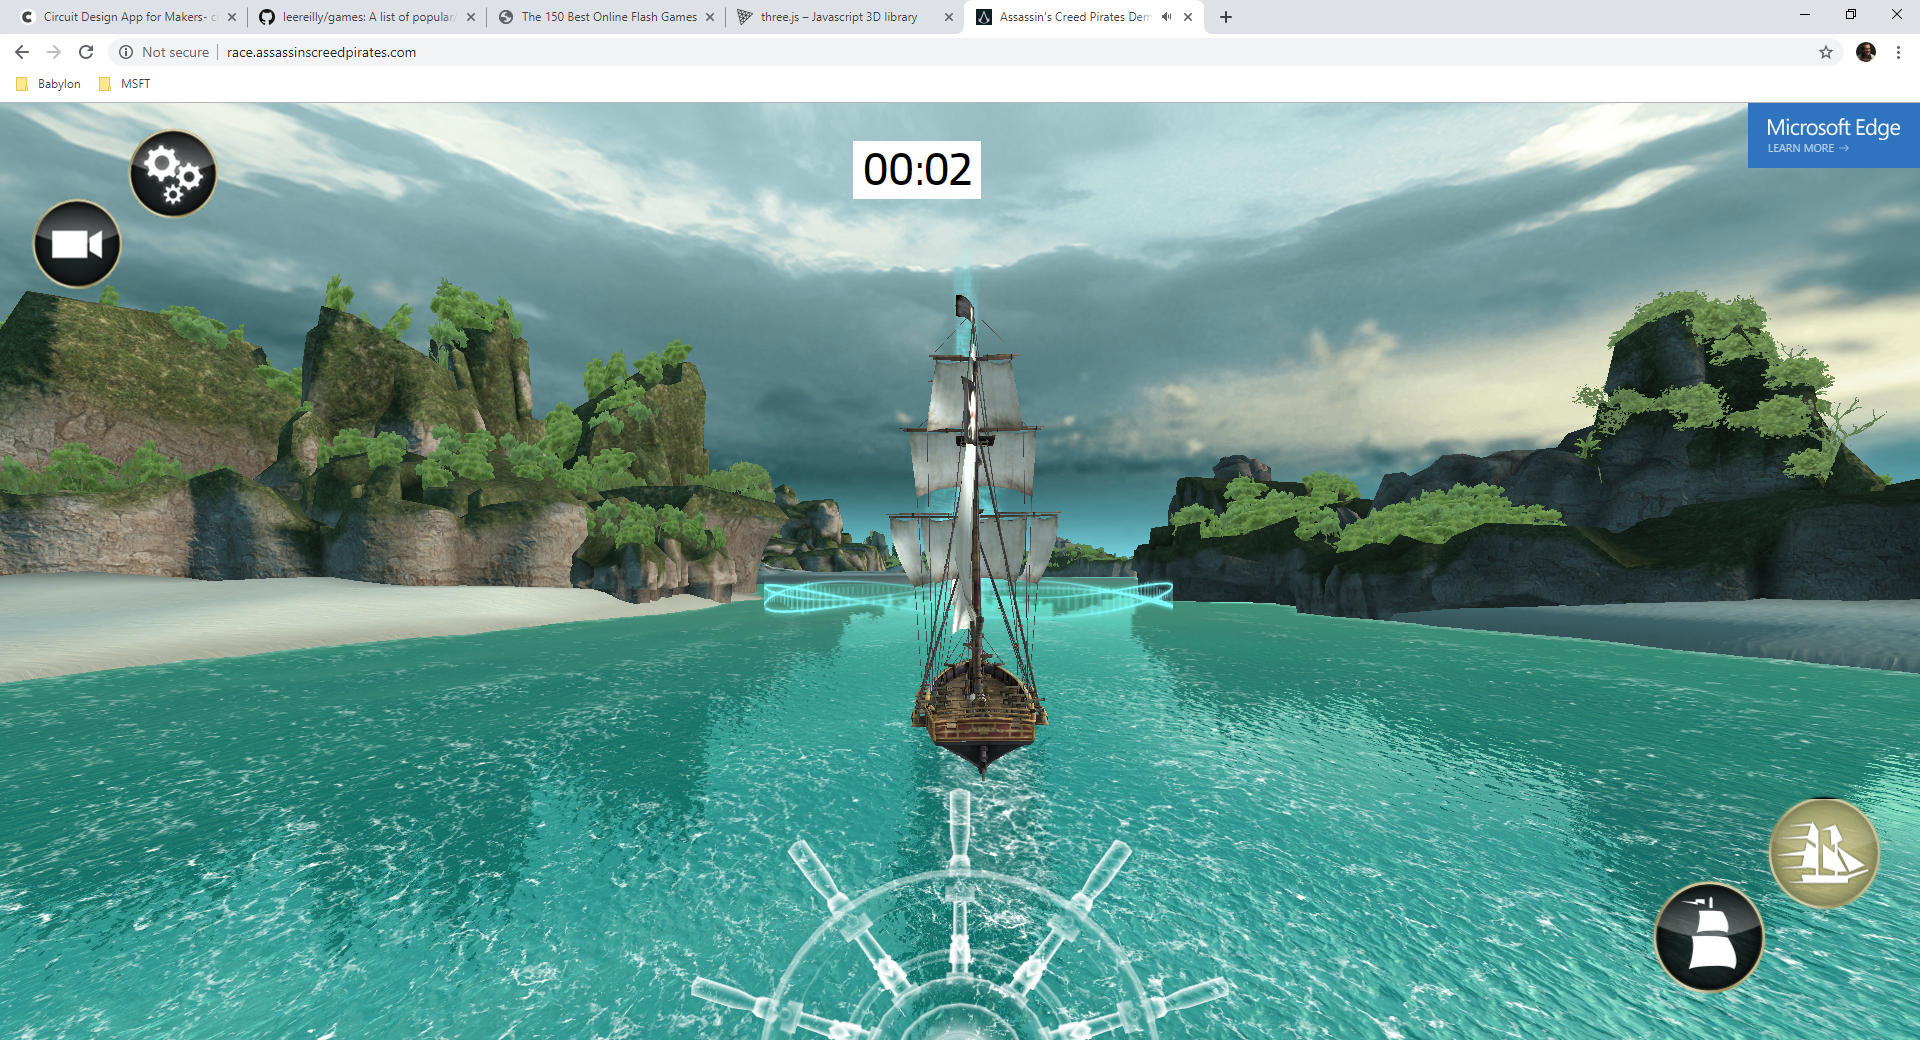 Circuit Design App for Makers- c
leereilly/games: A list of popular/
The 150 Best Online Flash Games
three.js – Javascript 3D library
Assassin's Creed Pirates Dem
Not secure
race.assassinscreedpirates.com
Babylon
MSFT
00:02
Microsoft Edge
LEARN MORE →